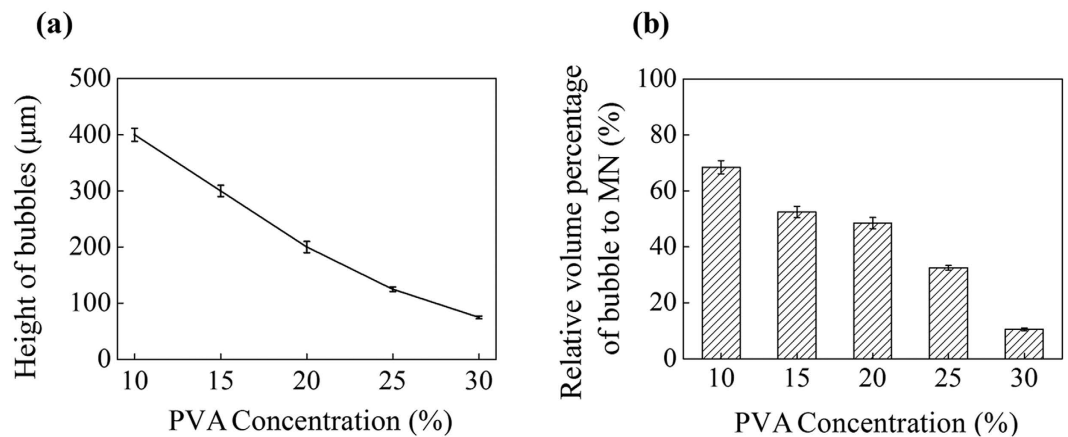 (a)
Height of bubbles (μm)
500
400
300
200
100
0
10 15 20 25 30
PVA Concentration (%)
(b)
Relative volume percentage
of bubble to MN (%)
100
80
60
40
20
0
10 15 20 25 30
PVA Concentration (%)